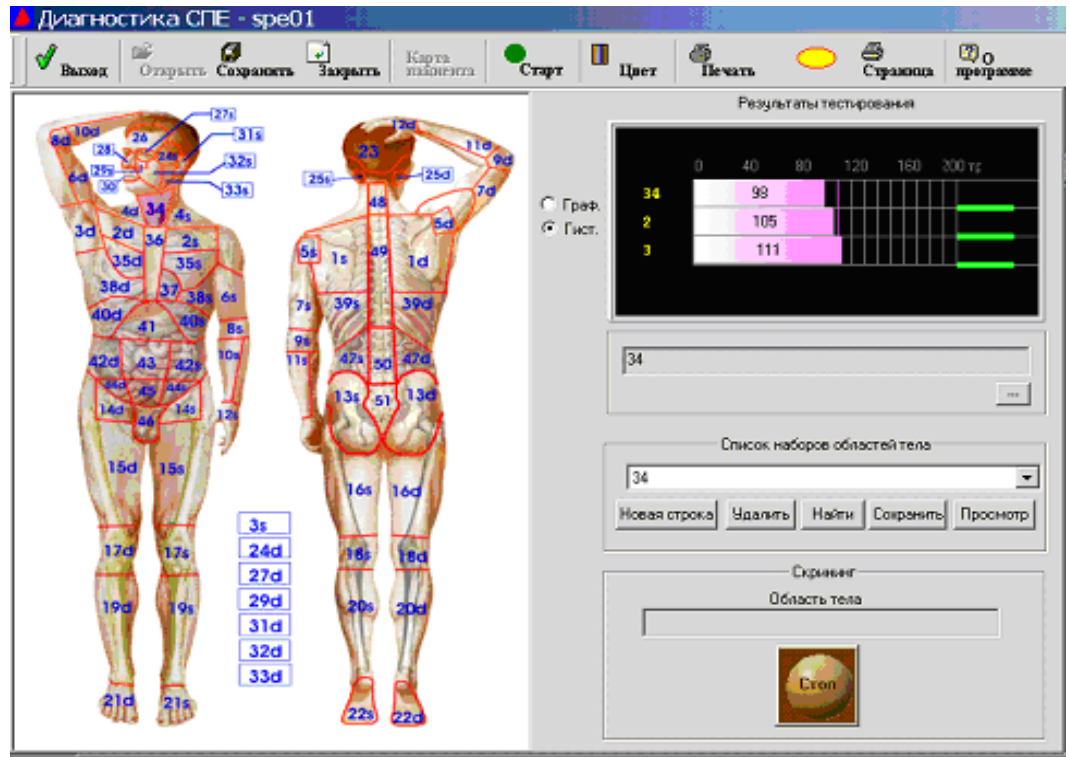 Диагностика СПЕ - spe01
Выход Открыть Сохранить Закрыть Карта пациента Старт Цвет Печать Страница О программе
Результаты тестирования
0 40 80 120 160 200 тр
34 98
2 105
3 111
Граф.
Гист.
34
...
Список наборов областей тела
34
Новая строка Удалить Найти Сохранить Просмотр
Скрининг
Область тела
Стоп
27s
10d 26 31s
8d 28 24s
25s 32s
30 33s
6d
4d 34 4s
3d 2d 36 2s
35d 35s
38d 37 38s 6s
40d 41 40s 8s
42d 43 42s 10s
44d 45 44s
14d 46 14s 12s
15d 15s
17d 17s
19d 19s
21d 21s
3s
24d
27d
29d
31d
32d
33d
12d
23 11d
9d
25s 25d
7d
48
5d
5s 1s 49 1d
7s 39s 39d
9s
11s 47s 50 47d
13s 51 13d
16s 16d
18s 18d
20s 20d
22s 22d